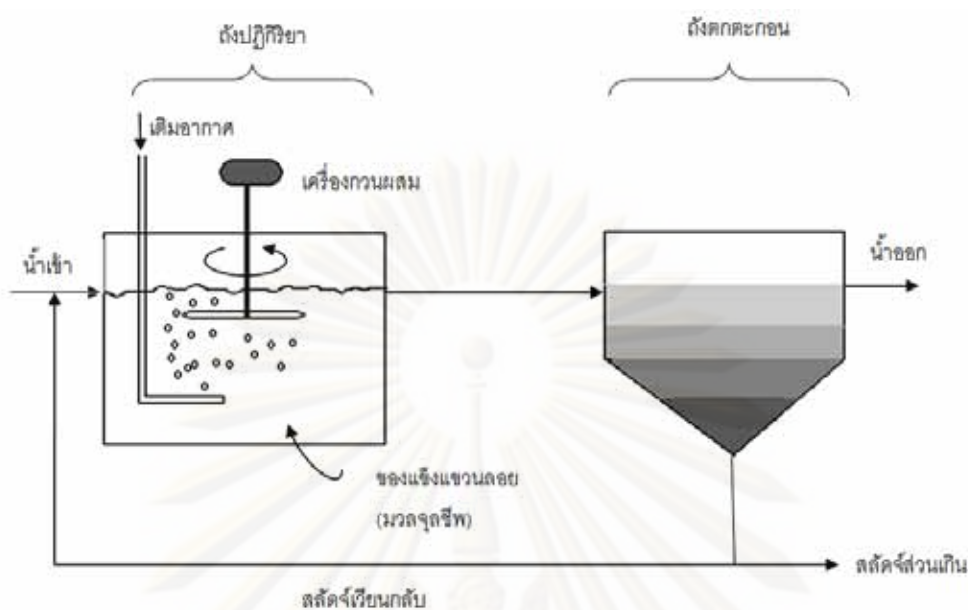 ถังปฏิกิริยา
ถังตกตะกอน
เติมอากาศ
เครื่องกวนผสม
น้ำเข้า
น้ำออก
ของแข็งแขวนลอย
(มวลจุลชีพ)
สลัดจ์ส่วนเกิน
สลัดจ์เวียนกลับ